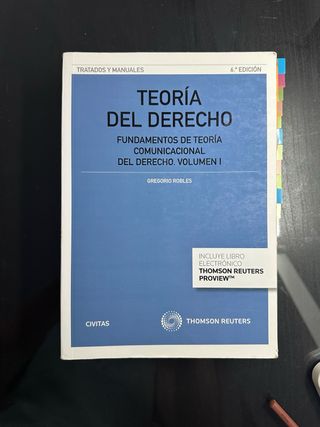 TRATADOS Y MANUALES
6.ª EDICIÓN
TEORÍA
DEL DERECHO
FUNDAMENTOS DE TEORÍA
COMUNICACIONAL
DEL DERECHO. VOLUMEN I
GREGORIO ROBLES
INCLUYE LIBRO
ELECTRÓNICO
THOMSON REUTERS
PROVIEW™
CIVITAS
THOMSON REUTERS